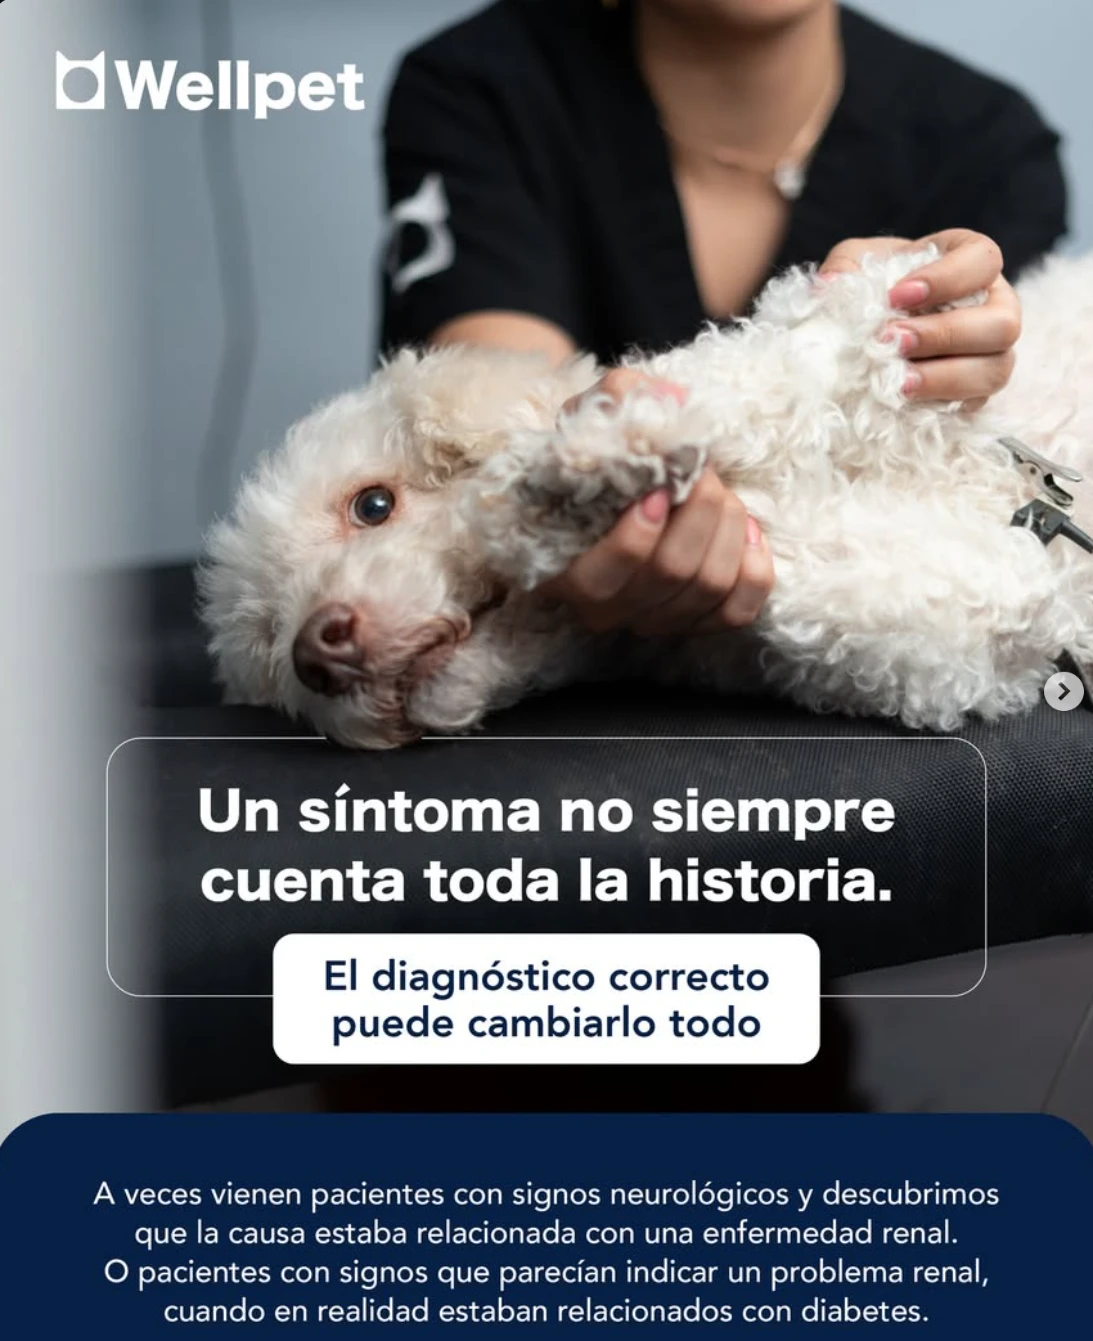 Wellpet
Un síntoma no siempre
cuenta toda la historia.
El diagnóstico correcto
puede cambiarlo todo
A veces vienen pacientes con signos neurológicos y descubrimos
que la causa estaba relacionada con una enfermedad renal.
O pacientes con signos que parecían indicar un problema renal,
cuando en realidad estaban relacionados con diabetes.